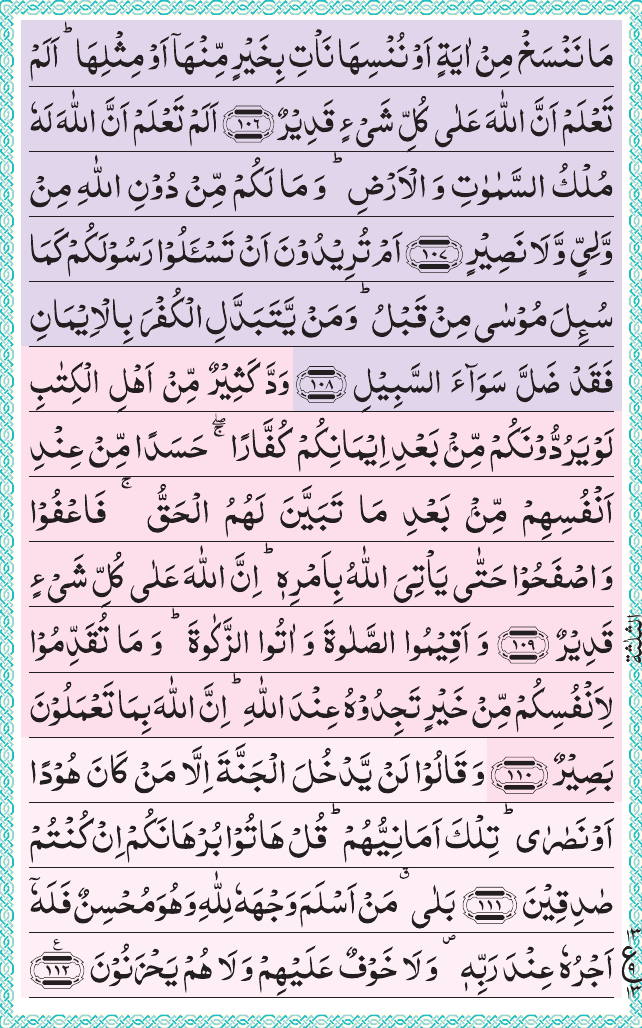 مَا نَنْسَخْ مِنْ اٰيَةٍ اَوْ نُنْسِهَا نَاْتِ بِخَيْرٍ مِّنْهَاۤ اَوْ مِثْلِهَا ؕ اَلَمْ
تَعْلَمْ اَنَّ اللّٰهَ عَلٰى كُلِّ شَىْءٍ قَدِيْرٌ ﴿۱۰۶﴾ اَلَمْ تَعْلَمْ اَنَّ اللّٰهَ لَهٗ
مُلْكُ السَّمٰوٰتِ وَ الْاَرْضِ ؕ وَ مَا لَكُمْ مِّنْ دُوْنِ اللّٰهِ مِنْ
وَّلِىٍّ وَّلَا نَصِيْرٍ ﴿۱۰۷﴾ اَمْ تُرِيْدُوْنَ اَنْ تَسْـَٔلُوْا رَسُوْلَكُمْ كَمَا
سُىِٕلَ مُوْسٰى مِنْ قَبْلُ ؕ وَمَنْ يَّتَبَدَّلِ الْكُفْرَ بِالْاِيْمَانِ
فَقَدْ ضَلَّ سَوَآءَ السَّبِيْلِ ﴿۱۰۸﴾ وَدَّ كَثِيْرٌ مِّنْ اَهْلِ الْكِتٰبِ
لَوْ يَرُدُّوْنَكُمْ مِّنْۢ بَعْدِ اِيْمَانِكُمْ كُفَّارًا ۖۚ حَسَدًا مِّنْ عِنْدِ
اَنْفُسِهِمْ مِّنْۢ بَعْدِ مَا تَبَيَّنَ لَهُمُ الْحَقُّ ۚ فَاعْفُوْا
وَ اصْفَحُوْا حَتّٰى يَاْتِىَ اللّٰهُ بِاَمْرِهٖ ؕ اِنَّ اللّٰهَ عَلٰى كُلِّ شَىْءٍ
قَدِيْرٌ ﴿۱۰۹﴾ وَ اَقِيْمُوا الصَّلٰوةَ وَ اٰتُوا الزَّكٰوةَ ؕ وَ مَا تُقَدِّمُوْا
لِاَنْفُسِكُمْ مِّنْ خَيْرٍ تَجِدُوْهُ عِنْدَ اللّٰهِ ؕ اِنَّ اللّٰهَ بِمَا تَعْمَلُوْنَ
بَصِيْرٌ ﴿۱۱۰﴾ وَ قَالُوْا لَنْ يَّدْخُلَ الْجَنَّةَ اِلَّا مَنْ كَانَ هُوْدًا
اَوْ نَصٰرٰى ؕ تِلْكَ اَمَانِيُّهُمْ ؕ قُلْ هَاتُوْا بُرْهَانَكُمْ اِنْ كُنْتُمْ
صٰدِقِيْنَ ﴿۱۱۱﴾ بَلٰى ۗ مَنْ اَسْلَمَ وَجْهَهٗ لِلّٰهِ وَهُوَ مُحْسِنٌ فَلَهٗۤ
اَجْرُهٗ عِنْدَ رَبِّهٖ ۪ وَلَا خَوْفٌ عَلَيْهِمْ وَلَا هُمْ يَحْزَنُوْنَ ﴿۱۱۲﴾
الثلثة
۱۳
ع
۹
۱۳